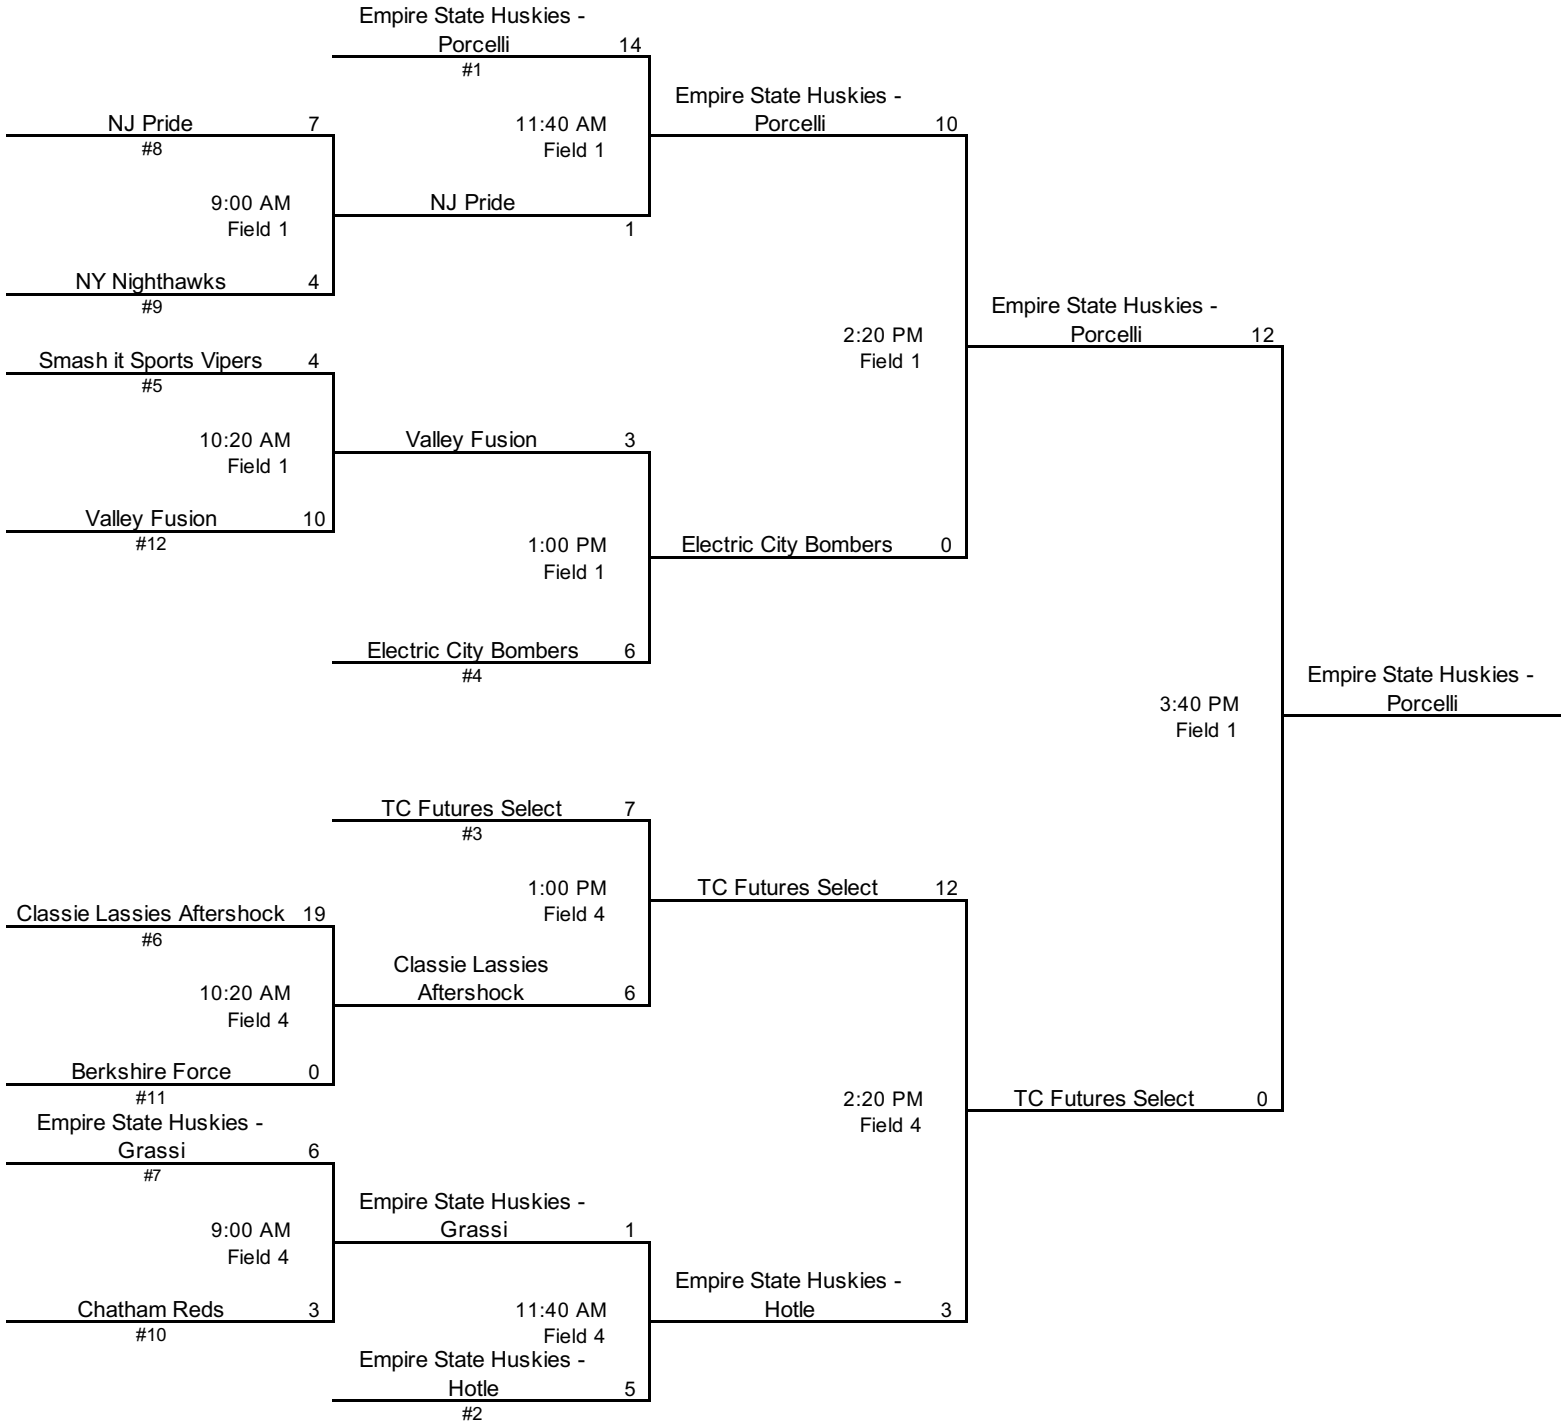 Empire State Huskies -
Porcelli 14
#1
Empire State Huskies -
Porcelli 10
NJ Pride 7
#8
11:40 AM
Field 1
9:00 AM
Field 1
NJ Pride
1
NY Nighthawks 4
#9
Empire State Huskies -
Porcelli 12
2:20 PM
Field 1
Smash it Sports Vipers 4
#5
10:20 AM
Field 1
Valley Fusion 3
Valley Fusion 10
#12
1:00 PM
Field 1
Electric City Bombers 0
Electric City Bombers 6
#4
Empire State Huskies -
Porcelli
3:40 PM
Field 1
TC Futures Select 7
#3
1:00 PM
Field 4
TC Futures Select 12
Classie Lassies Aftershock 19
#6
Classie Lassies
Aftershock 6
10:20 AM
Field 4
Berkshire Force 0
#11
2:20 PM
Field 4
TC Futures Select 0
Empire State Huskies -
Grassi 6
#7
Empire State Huskies -
Grassi 1
9:00 AM
Field 4
Empire State Huskies -
Hotle 3
Chatham Reds 3
#10
11:40 AM
Field 4
Empire State Huskies -
Hotle 5
#2